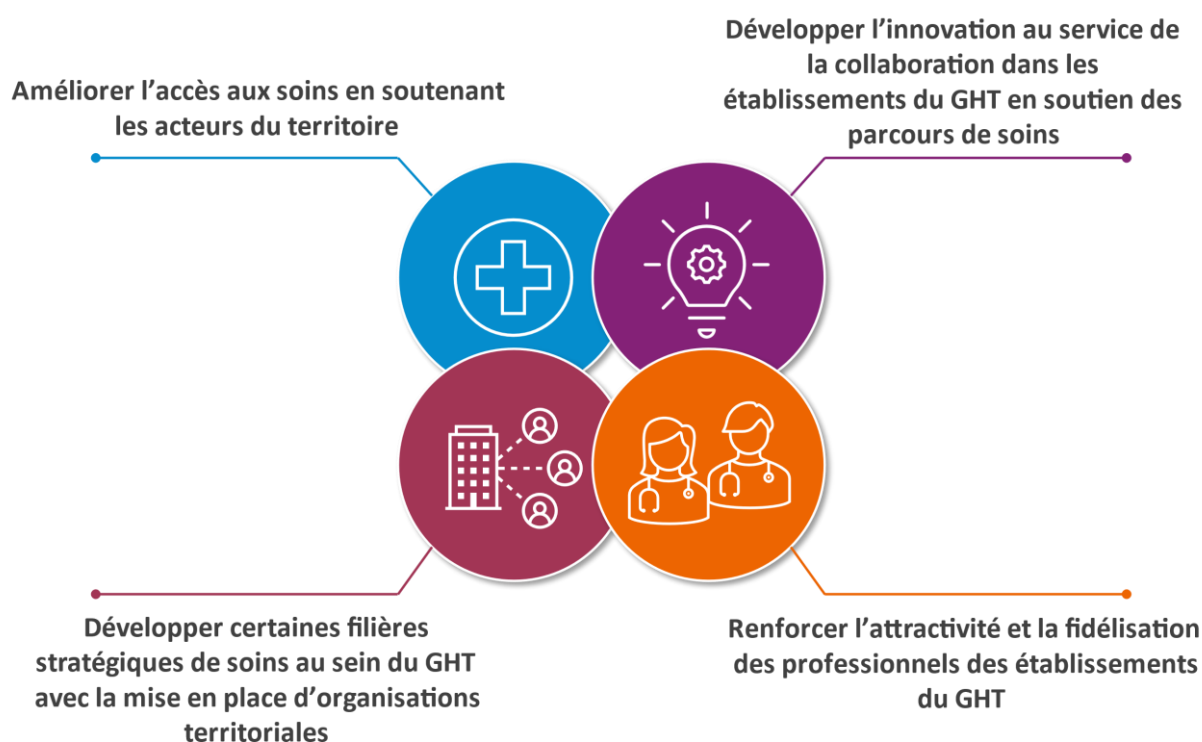 Améliorer l’accès aux soins en soutenant
les acteurs du territoire
Développer l’innovation au service de
la collaboration dans les
établissements du GHT en soutien des
parcours de soins
Développer certaines filières
stratégiques de soins au sein du GHT
avec la mise en place d’organisations
territoriales
Renforcer l’attractivité et la fidélisation
des professionnels des établissements
du GHT